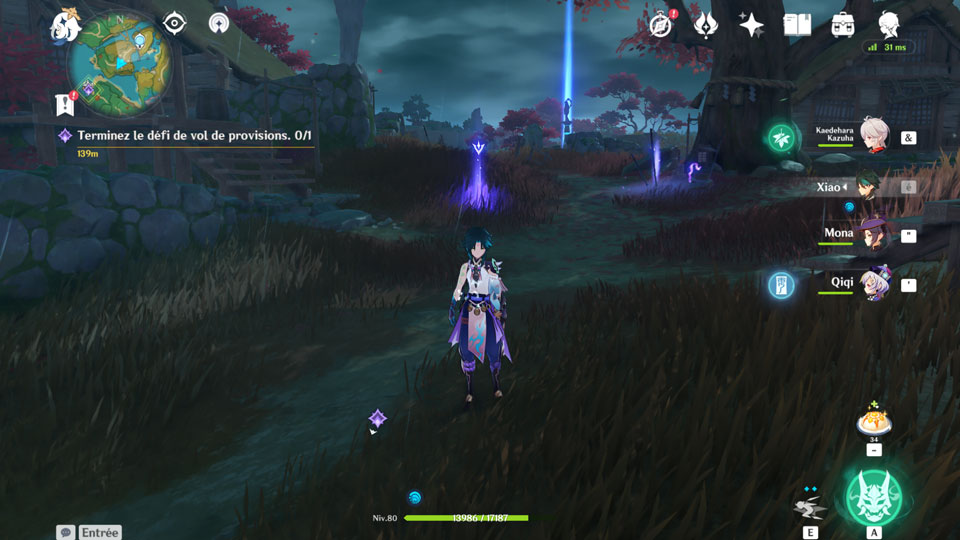 N
31 ms
Terminez le défi de vol de provisions. 0/1
139m
Kaedehara
Kazuha
&
Xiao
é
Mona
"
Qiqi
'
34
-
Niv.80
13986 / 17187
E
A
Entrée